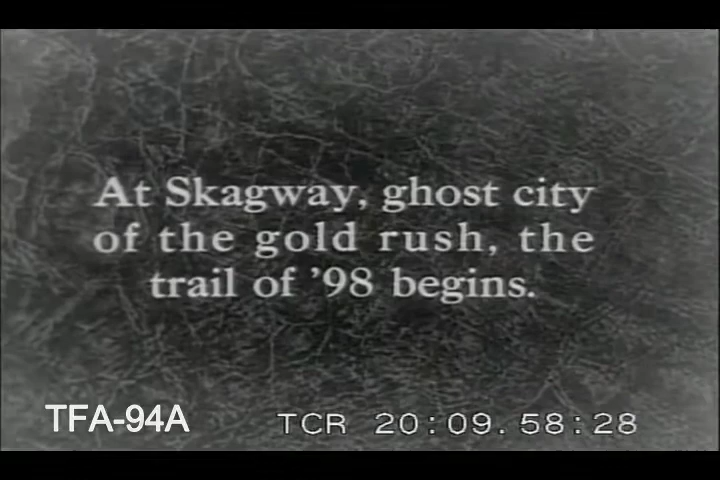 At Skagway, ghost city
of the gold rush, the
trail of '98 begins.
TFA-94A
TCR 20:09.58:28